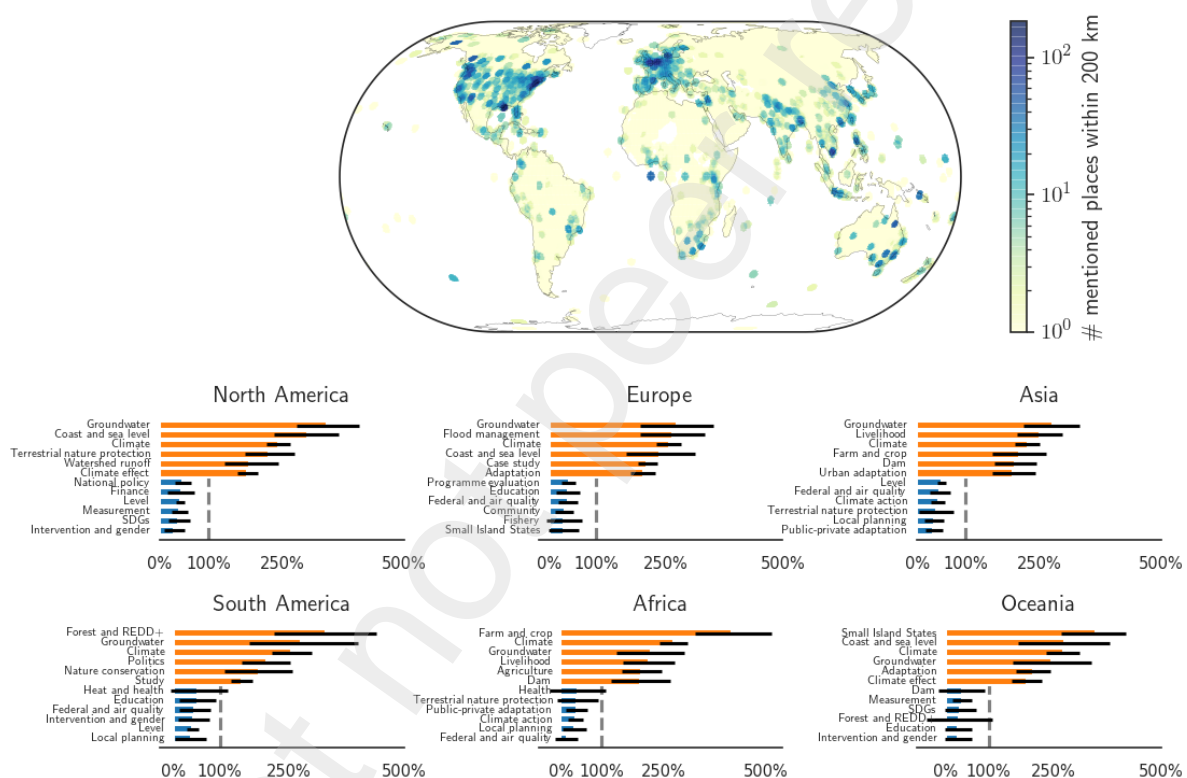 10²
10¹
10⁰
# mentioned places within 200 km
North America
Groundwater
Coast and sea level
Climate
Terrestrial nature protection
Watershed runoff
Climate effect
National policy
Finance
Level
Measurement
SDGs
Intervention and gender
0% 100% 250% 500%
Europe
Groundwater
Flood management
Climate
Coast and sea level
Case study
Adaptation
Programme evaluation
Education
Federal and air quality
Community
Fishery
Small Island States
0% 100% 250% 500%
Asia
Groundwater
Livelihood
Climate
Farm and crop
Dam
Urban adaptation
Level
Federal and air quality
Climate action
Terrestrial nature protection
Local planning
Public-private adaptation
0% 100% 250% 500%
South America
Forest and REDD+
Groundwater
Climate
Politics
Nature conservation
Study
Heat and health
Education
Federal and air quality
Intervention and gender
Level
Local planning
0% 100% 250% 500%
Africa
Farm and crop
Climate
Groundwater
Livelihood
Agriculture
Dam
Health
Terrestrial nature protection
Public-private adaptation
Climate action
Local planning
Federal and air quality
0% 100% 250% 500%
Oceania
Small Island States
Coast and sea level
Climate
Groundwater
Adaptation
Climate effect
Dam
Measurement
SDGs
Forest and REDD+
Education
Intervention and gender
0% 100% 250% 500%
not peer re